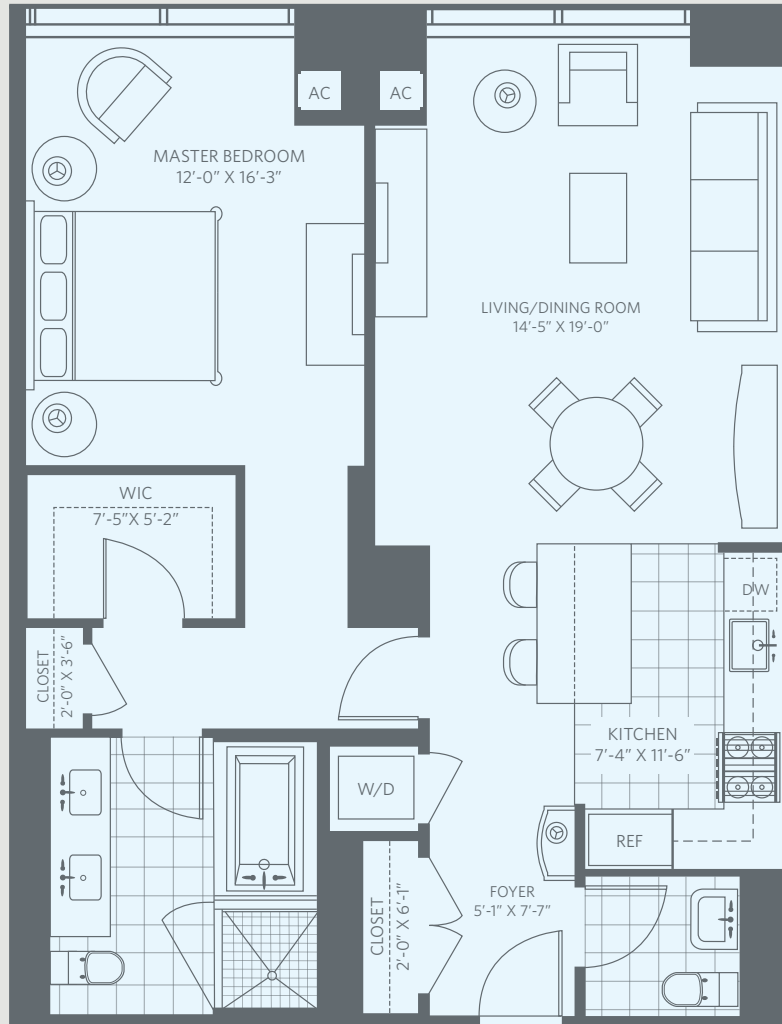 AC
AC
MASTER BEDROOM
12'-0" X 16'-3"
LIVING/DINING ROOM
14'-5" X 19'-0"
WIC
7'-5"X 5'-2"
DW
CLOSET
2'-0" X 3'-6"
KITCHEN
7'-4" X 11'-6"
W/D
REF
FOYER
5'-1" X 7'-7"
CLOSET
2'-0" X 6'-1"